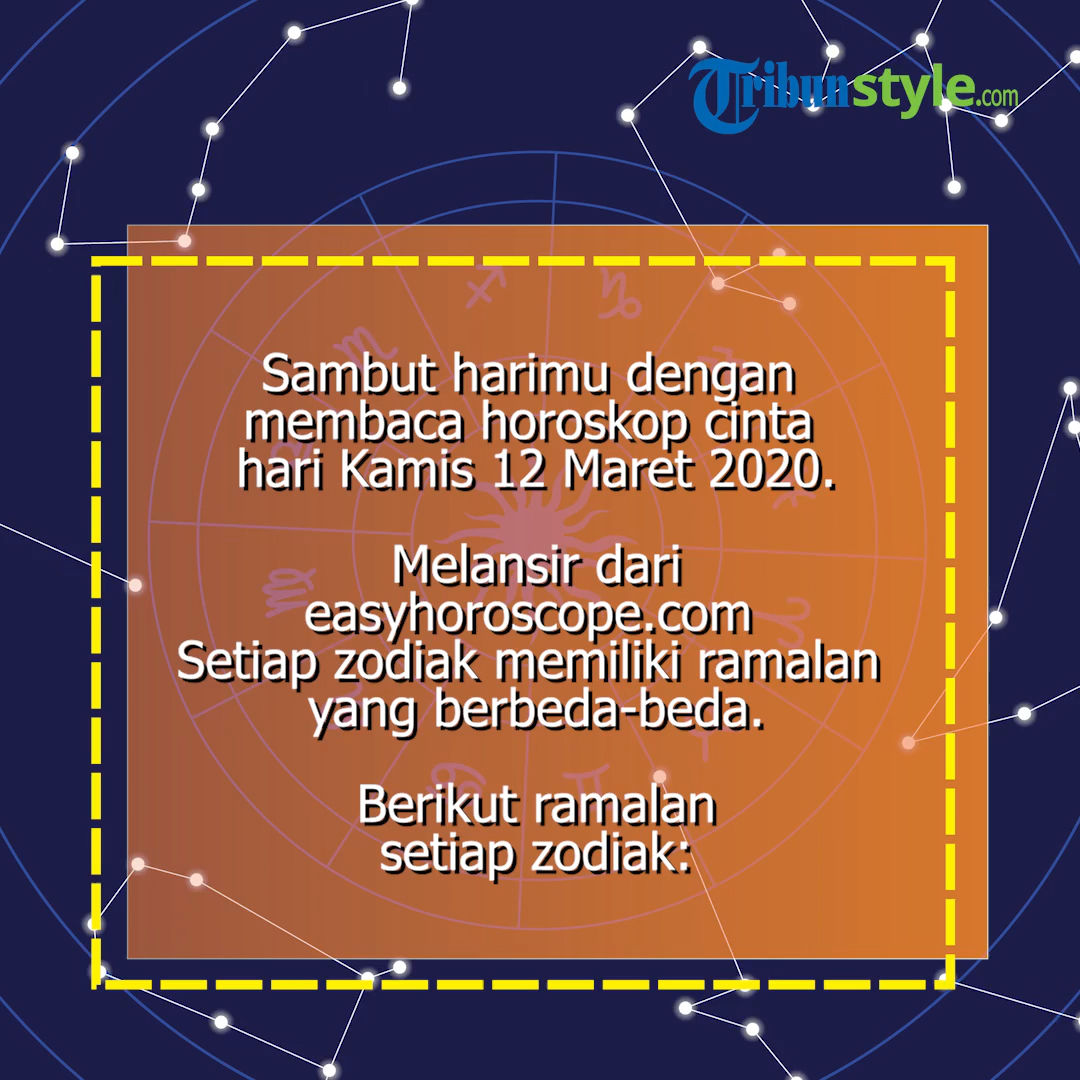 Tribunstyle.com
Sambut harimu dengan
membaca horoskop cinta
hari Kamis 12 Maret 2020.
Melansir dari
easyhoroscope.com
Setiap zodiak memiliki ramalan
yang berbeda-beda.
Berikut ramalan
setiap zodiak: